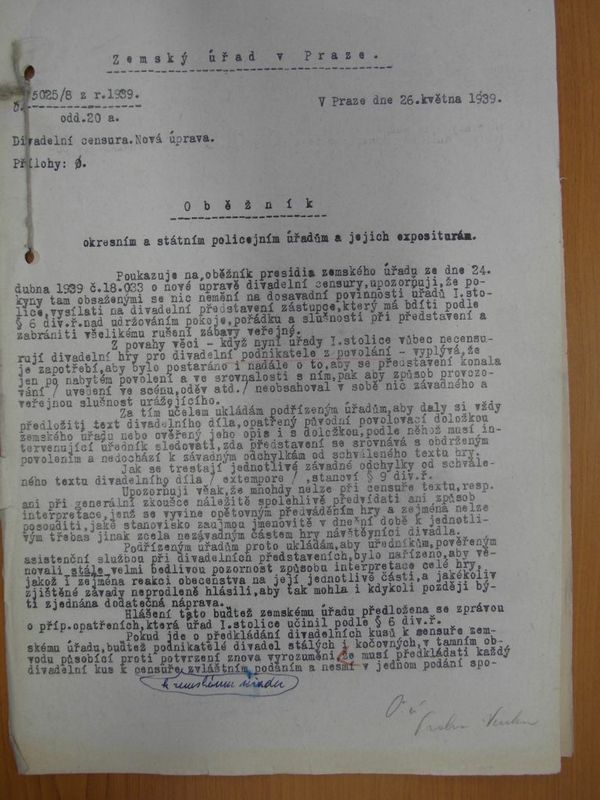 Zemský úřad v Praze.
5025/8 z r.1939.
V Praze dne 26.května 1939.
odd.20 a.
Divadelní censura.Nová úprava.
Přílohy: Ø.
Oběžník
okresním a státním policejním úřadům a jejich expositurám.
Poukazuje na,oběžník presidia zemského úřadu ze dne 24.
dubna 1939 č.18.033 o nové úpravě divadelní censury,upozorňuji,že po-
kyny tam obsaženými se nic nemění na dosavadní povinnosti úřadů I.sto-
lice,vysílati na divadelní představení zástupce,který má bdíti podle
§ 6 div.ř.nad udržováním pokoje,pořádku a slušnosti při představení a
zabrániti všelikému rušení zábavy veřejný.
Z povahy věci - když nyní úřady I.stolice vůbec necensu-
rují divadelní hry pro divadelní podnikatele z povolání - vyplývá,že
je zapotřebí,aby bylo postaráno i nadále o to,aby se představení konala
jen po nabytém povolení a ve srovnalosti s ním,pak aby způsob provozo-
vání / uvedení ve scénu,oděv atd./ neobsahoval v sobě nic závadného a
veřejnou slušnost urážejícího.
Za tím účelem ukládám podřízeným úřadům,aby daly si vždy
předložiti text divadelního díla,opatřený původní povolovací doložkou
zemského úřadu nebo ověřený jeho opis i s doložkou,podle něhož musí in-
tervenující úředník sledovati,zda představení se srovnává s obdrženým
povolením a nedochází k závadným odchylkám od schváleného textu hry.
Jak se trestají jednotlivé závadné odchylky od schvále-
ného textu divadelního díla / extempore / ,stanoví § 9 div.ř.
Upozorňuji však,že mnohdy nelze při censuře textu,resp.
ani při generální zkoušce náležitě spolehlivě předvídati ani způsob
interpretace,jenž se vyvine opětovným předváděním hry a zejména nelze
posouditi,jaké stanovisko zaujmou jmenovitě v dnešní době k jednotli-
vým třebas jinak zcela nezávadným částem hry návštěvníci divadla.
Podřízeným úřadům proto ukládám,aby úředníkům,pověřeným
asistenční službou při divadelních představeních,bylo nařízeno,aby vě-
novali stále velmi bedlivou pozornost způsobu interpretace celé hry,
jakož i zejména reakci obecenstva na její jednotlivé části,a jakékoliv
zjištěné závady neprodleně hlásili,aby tak mohla i kdykoli později bý-
ti zjednána dodatečná náprava.
Hlášení tato buďtež zemskému úřadu předložena se zprávou
o příp.opatřeních,která úřad I.stolice učinil podle § 6 div.ř.
Pokud jde o předkládání divadelních kusů k censuře zem-
skému úřadu,buďtež podnikatelé divadel stálých i kočovných,v tamním ob-
vodu působící proti potvrzení znova vyrozuměni,že musí předkládati každý
divadelní kus k censuře zvláštním podáním a nesmí v jednom podání spo-
k zemskému úřadu